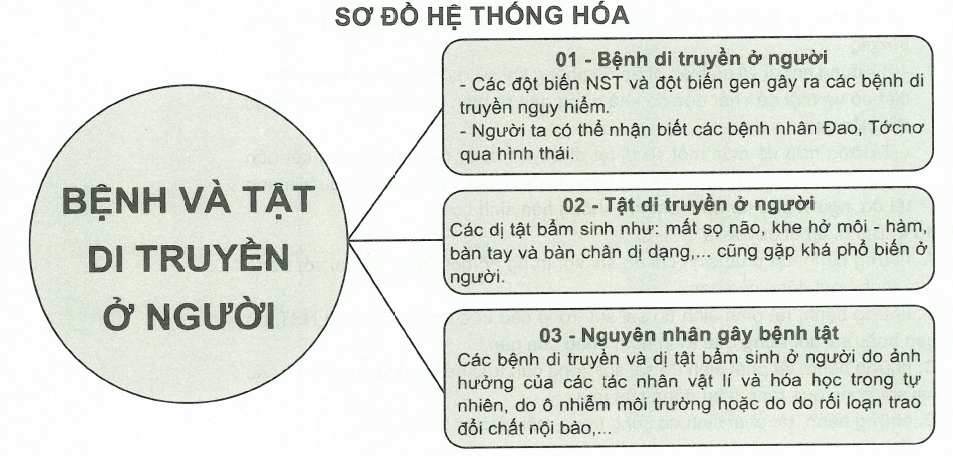 SƠ ĐỒ HỆ THỐNG HÓA
01 - Bệnh di truyền ở người
- Các đột biến NST và đột biến gen gây ra các bệnh di
truyền nguy hiểm.
- Người ta có thể nhận biết các bệnh nhân Đao, Tớcnơ
qua hình thái.
BỆNH VÀ TẬT
DI TRUYỀN
Ở NGƯỜI
02 - Tật di truyền ở người
Các dị tật bẩm sinh như: mất sọ não, khe hở môi - hàm,
bàn tay và bàn chân dị dạng,... cũng gặp khá phổ biến ở
người.
03 - Nguyên nhân gây bệnh tật
Các bệnh di truyền và dị tật bẩm sinh ở người do ảnh
hưởng của các tác nhân vật lí và hóa học trong tự
nhiên, do ô nhiễm môi trường hoặc do do rối loạn trao
đổi chất nội bào,...